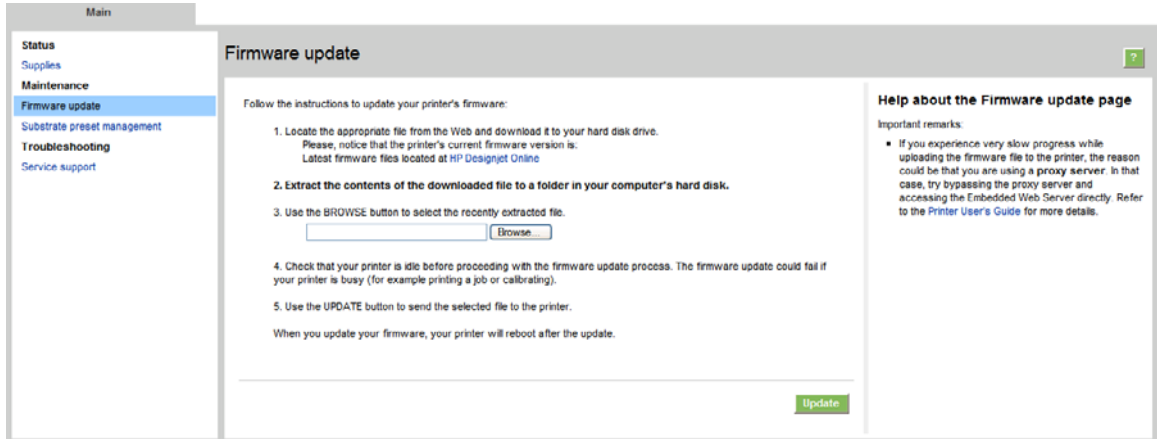 Main
Status
Supplies
Maintenance
Firmware update
Substrate preset management
Troubleshooting
Service support
Firmware update
?
Follow the instructions to update your printer's firmware:
1. Locate the appropriate file from the Web and download it to your hard disk drive.
Please, notice that the printer's current firmware version is:
Latest firmware files located at HP Designjet Online
2. Extract the contents of the downloaded file to a folder in your computer's hard disk.
3. Use the BROWSE button to select the recently extracted file.
Browse...
4. Check that your printer is idle before proceeding with the firmware update process. The firmware update could fail if
your printer is busy (for example printing a job or calibrating).
5. Use the UPDATE button to send the selected file to the printer.
When you update your firmware, your printer will reboot after the update.
Update
Help about the Firmware update page
Important remarks:
If you experience very slow progress while
uploading the firmware file to the printer, the reason
could be that you are using a proxy server. In that
case, try bypassing the proxy server and
accessing the Embedded Web Server directly. Refer
to the Printer User's Guide for more details.